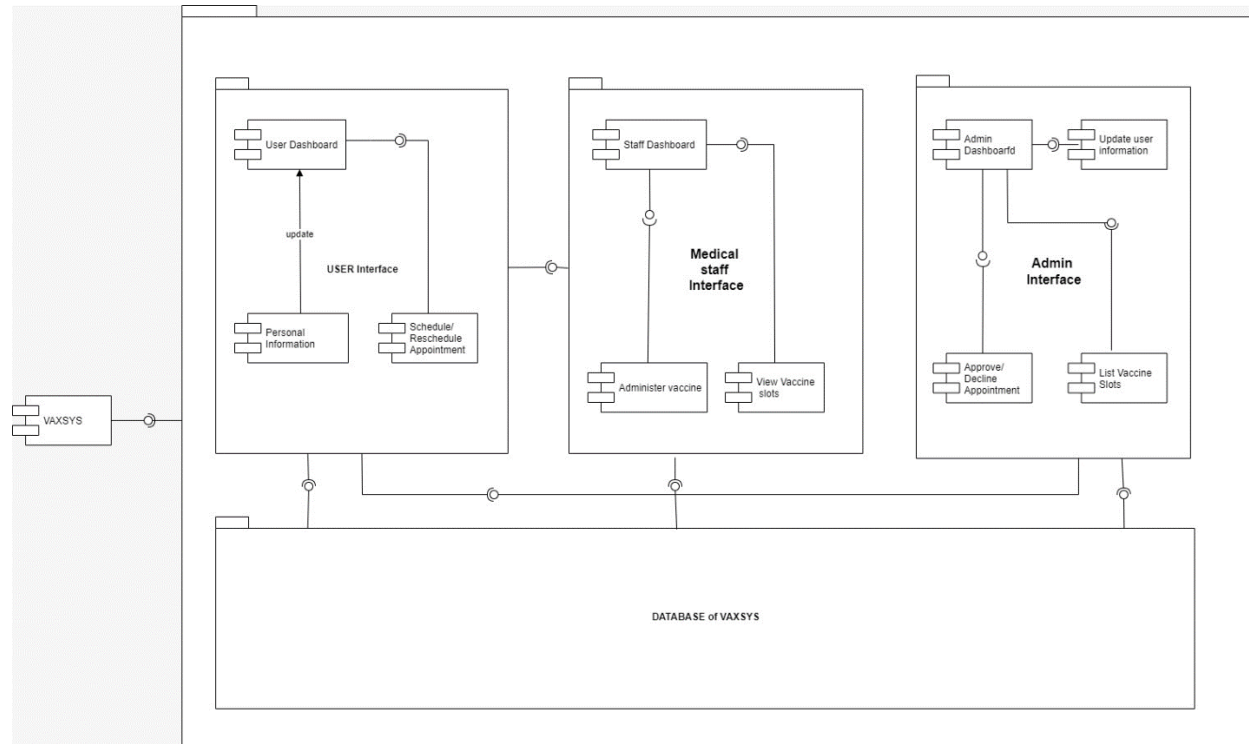 User Dashboard
update
USER Interface
Personal
Information
Schedule/
Reschedule
Appointment
Staff Dashboard
Medical
staff
Interface
Administer vaccine
View Vaccine
slots
Admin
Dashboarfd
Update user
information
Admin
Interface
Approve/
Decline
Appointment
List Vaccine
Slots
VAXSYS
DATABASE of VAXSYS